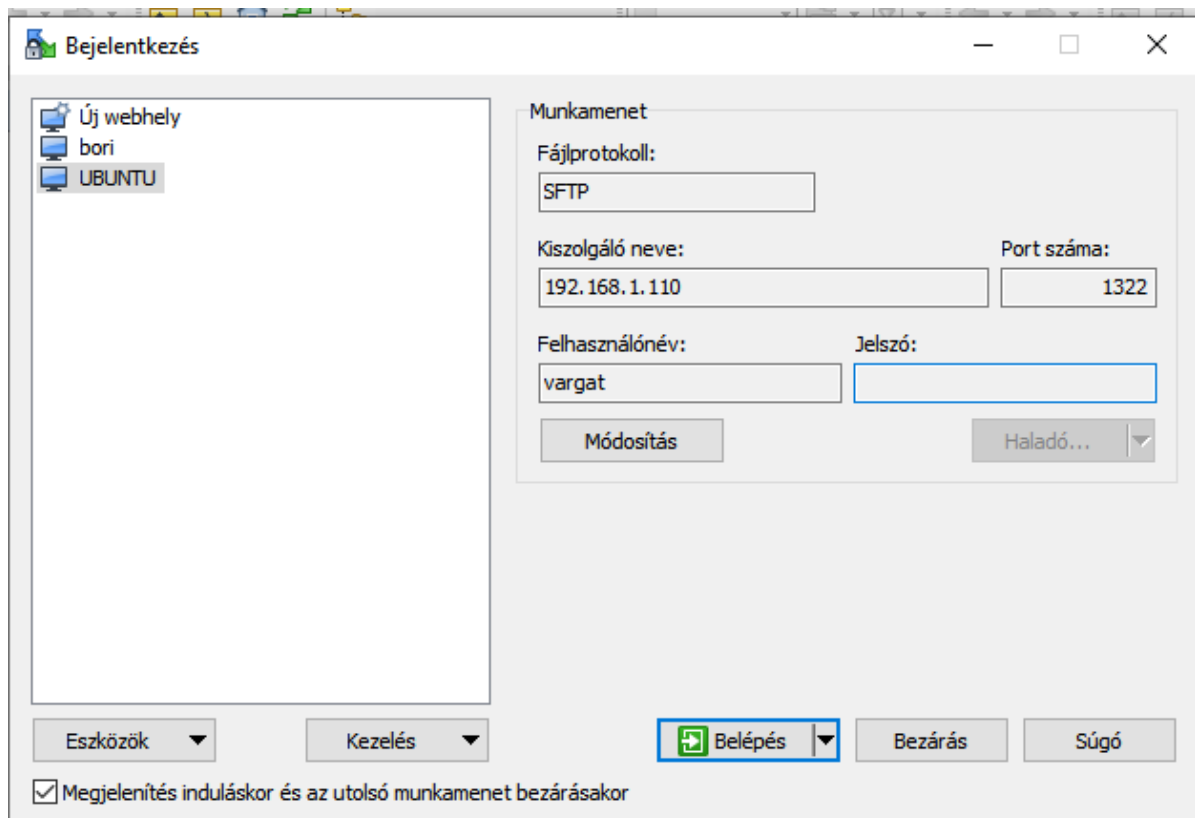 Bejelentkezés
Új webhely
bori
UBUNTU
Munkamenet
Fájlprotokoll:
SFTP
Kiszolgáló neve:
Port száma:
192.168.1.110
1322
Felhasználónév:
Jelszó:
vargat
Módosítás
Haladó...
Eszközök
Kezelés
Belépés
Bezárás
Súgó
Megjelenítés induláskor és az utolsó munkamenet bezárásakor